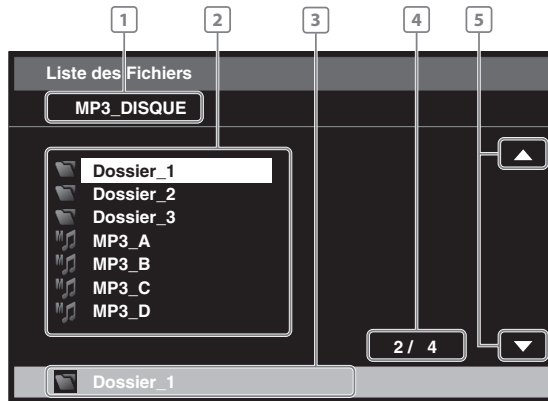 1 2 3 4 5
Liste des Fichiers
MP3_DISQUE
Dossier_1
Dossier_2
Dossier_3
M MP3_A
M MP3_B
M MP3_C
M MP3_D
2 / 4
Dossier_1